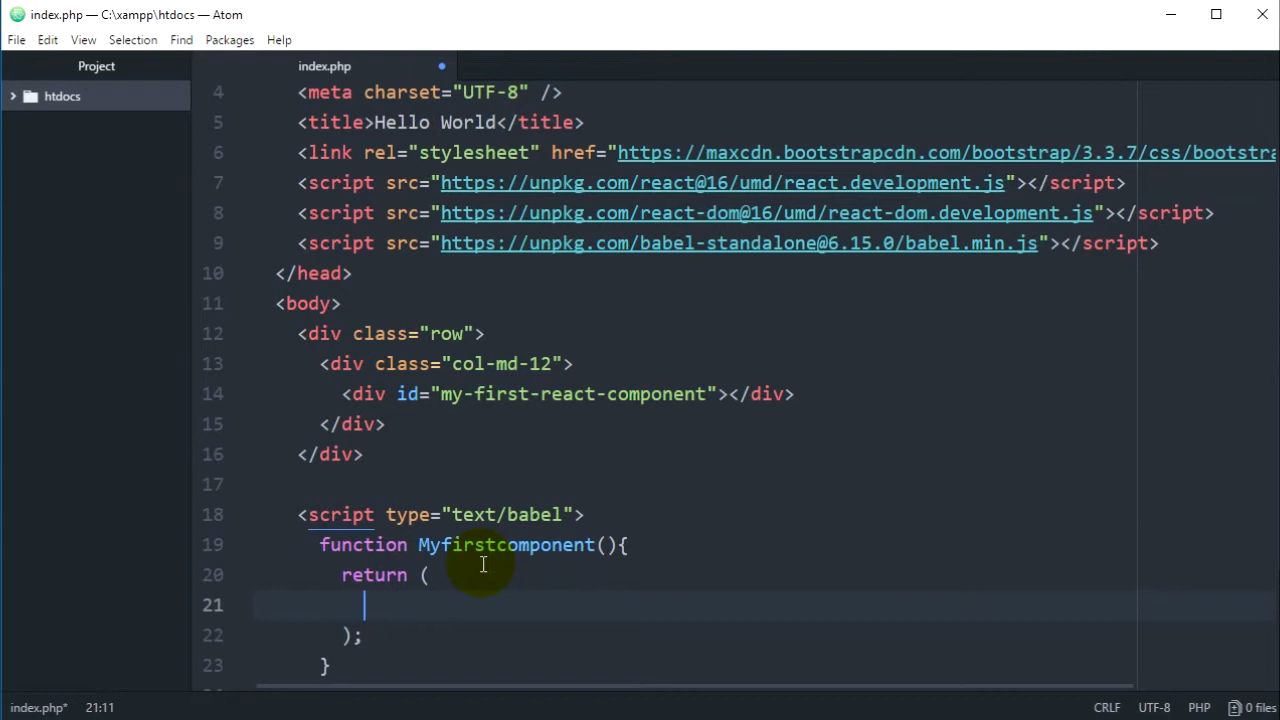 index.php — C:\xampp\htdocs — Atom
File Edit View Selection Find Packages Help
Project
index.php
htdocs
4 <meta charset="UTF-8" />
5 <title>Hello World</title>
6 <link rel="stylesheet" href="https://maxcdn.bootstrapcdn.com/bootstrap/3.3.7/css/bootstra
7 <script src="https://unpkg.com/react@16/umd/react.development.js"></script>
8 <script src="https://unpkg.com/react-dom@16/umd/react-dom.development.js"></script>
9 <script src="https://unpkg.com/babel-standalone@6.15.0/babel.min.js"></script>
10 </head>
11 <body>
12 <div class="row">
13 <div class="col-md-12">
14 <div id="my-first-react-component"></div>
15 </div>
16 </div>
17
18 <script type="text/babel">
19 function Myfirstcomponent(){
20 return (
21
22 );
23 }
index.php* 21:11 CRLF UTF-8 PHP 0 files